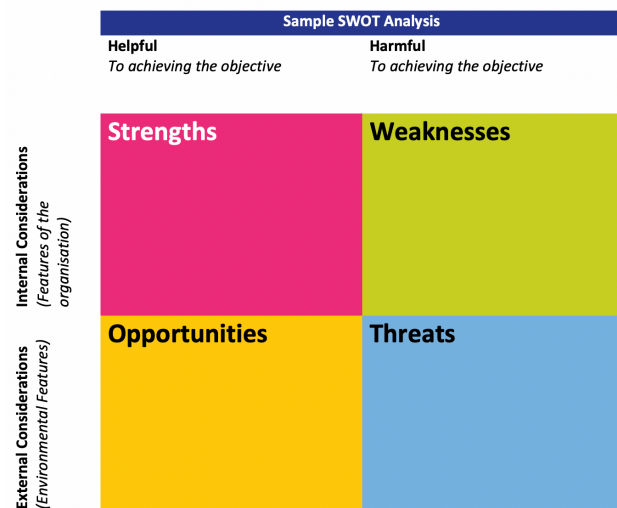 Sample SWOT Analysis
Helpful
To achieving the objective
Harmful
To achieving the objective
Internal Considerations
(Features of the
organisation)
Strengths
Weaknesses
External Considerations
(Environmental Features)
Opportunities
Threats